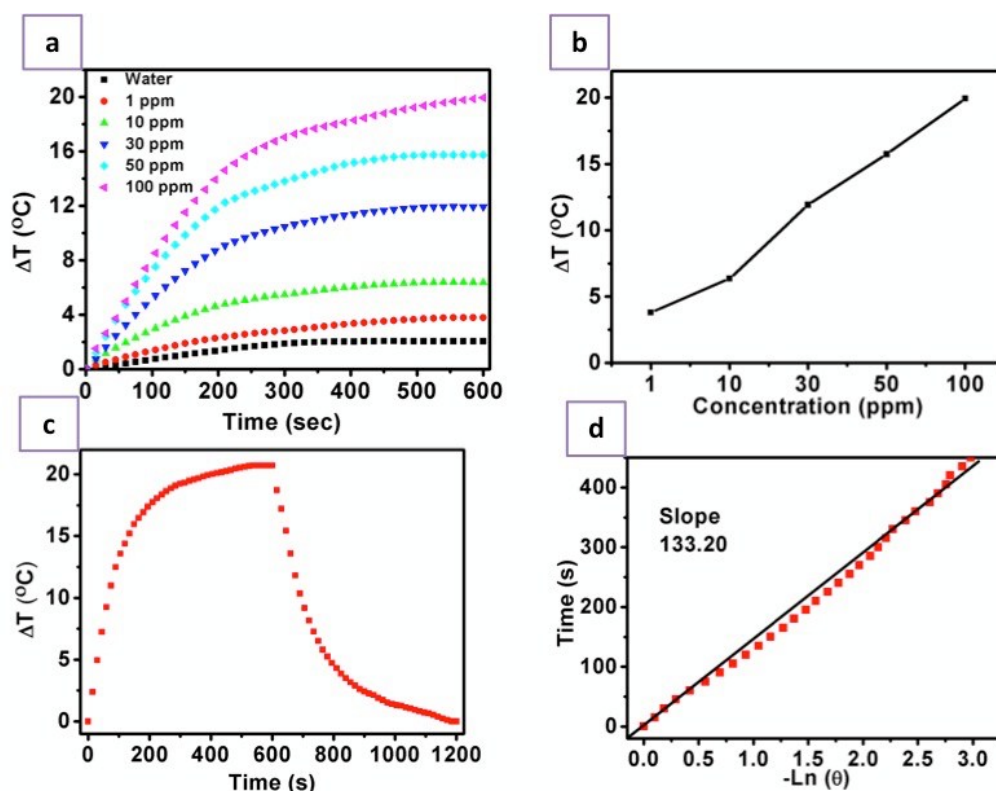 a
Water
1 ppm
10 ppm
30 ppm
50 ppm
100 ppm
20
16
12
8
4
0
ΔT (°C)
0 100 200 300 400 500 600
Time (sec)
b
20
15
10
5
0
ΔT (°C)
1 10 30 50 100
Concentration (ppm)
c
20
15
10
5
0
ΔT (°C)
0 200 400 600 800 1000 1200
Time (s)
d
Slope
133.20
400
300
200
100
0
Time (s)
0.0 0.5 1.0 1.5 2.0 2.5 3.0
-Ln (θ)